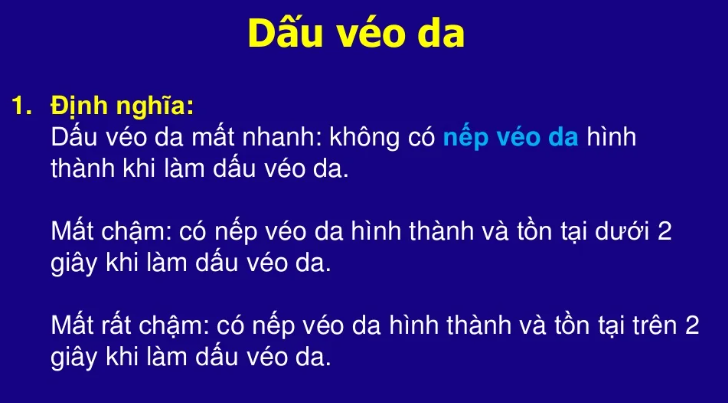 Dấu véo da
1. Định nghĩa:
Dấu véo da mất nhanh: không có nếp véo da hình
thành khi làm dấu véo da.
Mất chậm: có nếp véo da hình thành và tồn tại dưới 2
giây khi làm dấu véo da.
Mất rất chậm: có nếp véo da hình thành và tồn tại trên 2
giây khi làm dấu véo da.